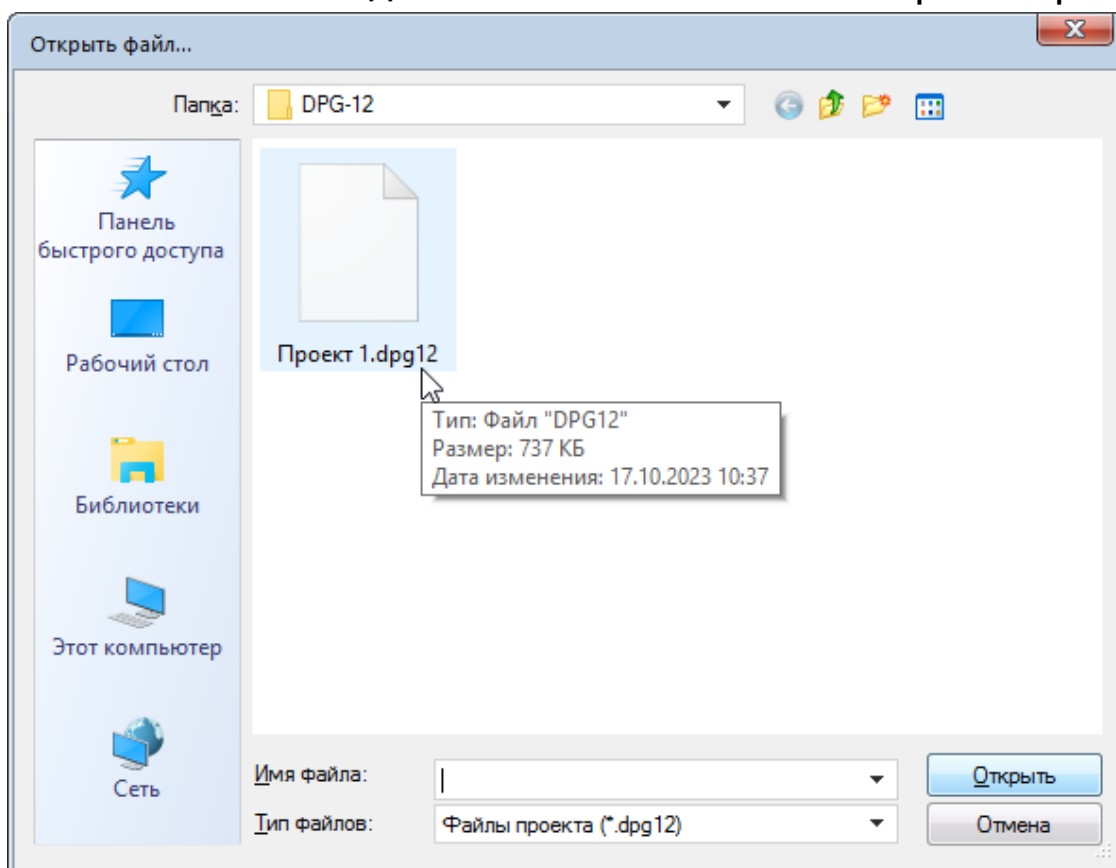 Открыть файл...
Папка: DPG-12
Панель
быстрого доступа
Рабочий стол
Библиотеки
Этот компьютер
Сеть
Проект 1.dpg12
Тип: Файл "DPG12"
Размер: 737 КБ
Дата изменения: 17.10.2023 10:37
Имя файла:
Открыть
Тип файлов: Файлы проекта (*.dpg12)
Отмена